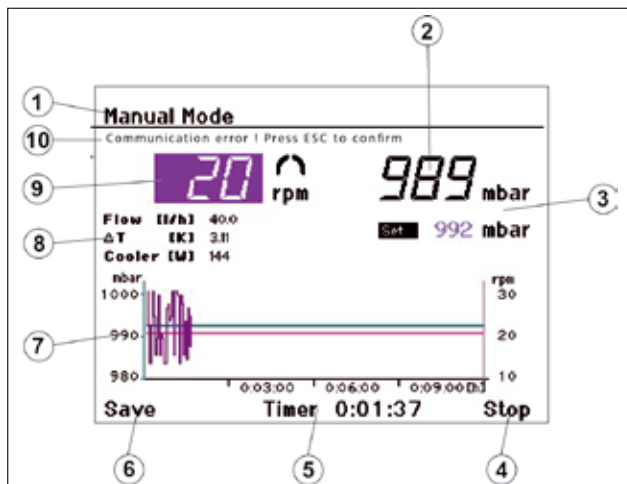 2
1
Manual Mode
10
Communication error ! Press ESC to confirm
9
20 rpm
989 mbar
3
Set 992 mbar
8
Flow [l/h] 40.0
ΔT [K] 3.11
Cooler [W] 144
mbar
rpm
1000
30
7
990
20
980
10
0:03:00 0:06:00 0:09:00 [h]
Save Timer 0:01:37 Stop
6 5 4